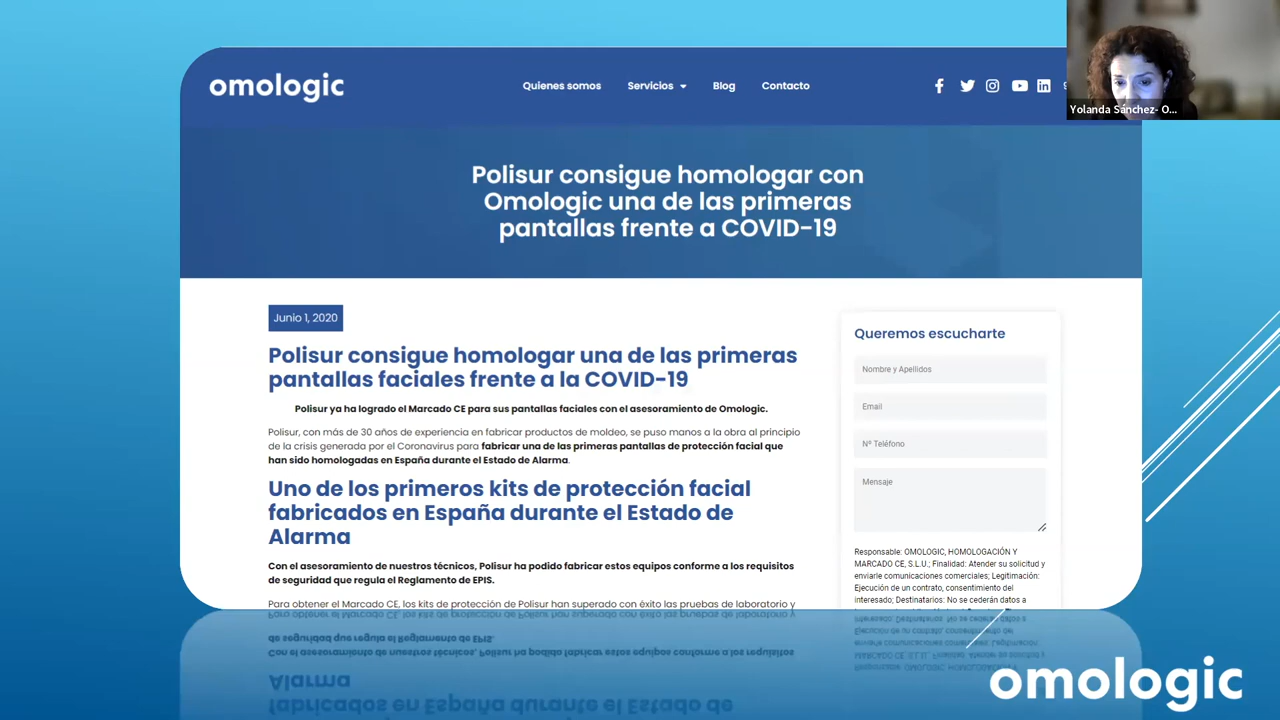 omologic
Quienes somos
Servicios
Blog
Contacto
Yolanda Sánchez- O...
Polisur consigue homologar con
Omologic una de las primeras
pantallas frente a COVID-19
Junio 1, 2020
Polisur consigue homologar una de las primeras
pantallas faciales frente a la COVID-19
Polisur ya ha logrado el Marcado CE para sus pantallas faciales con el asesoramiento de Omologic.
Polisur, con más de 30 años de experiencia en fabricar productos de moldeo, se puso manos a la obra al principio
de la crisis generada por el Coronavirus para fabricar una de las primeras pantallas de protección facial que
han sido homologadas en España durante el Estado de Alarma.
Uno de los primeros kits de protección facial
fabricados en España durante el Estado de
Alarma
Con el asesoramiento de nuestros técnicos, Polisur ha podido fabricar estos equipos conforme a los requisitos
de seguridad que regula el Reglamento de EPIS.
Para obtener el Marcado CE, los kits de protección de Polisur han superado con éxito las pruebas de laboratorio y
Queremos escucharte
Nombre y Apellidos
Email
Nº Teléfono
Mensaje
Responsable: OMOLOGIC, HOMOLOGACIÓN Y
MARCADO CE, S.L.U.; Finalidad: Atender su solicitud y
enviarle comunicaciones comerciales; Legitimación:
Ejecución de un contrato, consentimiento del
interesado; Destinatarios: No se cederán datos a
omologic